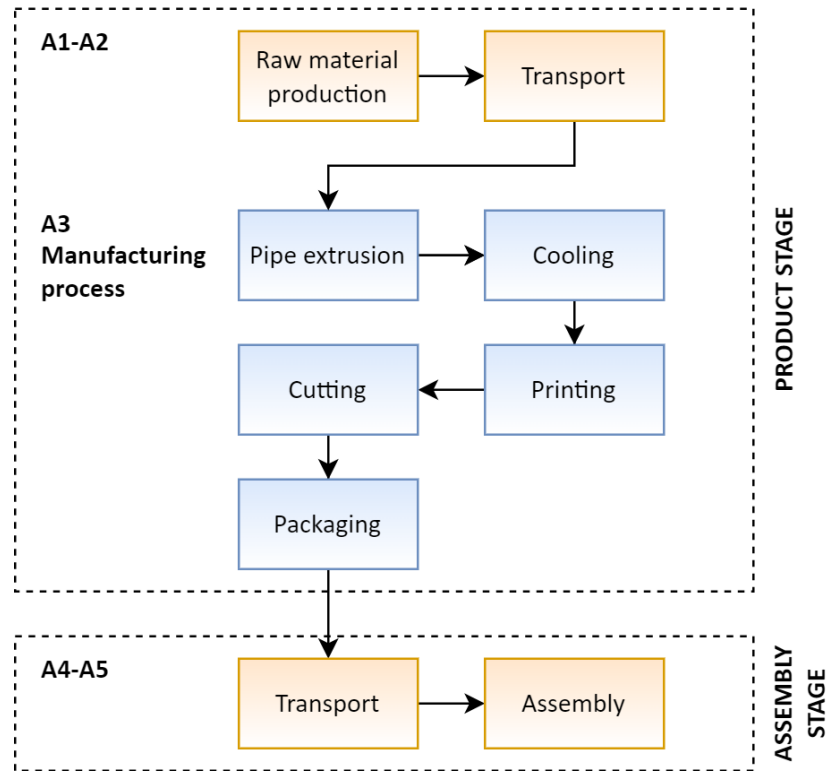 A1-A2
Raw material
production
Transport
A3
Manufacturing
process
Pipe extrusion
Cooling
Cutting
Printing
Packaging
PRODUCT STAGE
A4-A5
Transport
Assembly
ASSEMBLY
STAGE